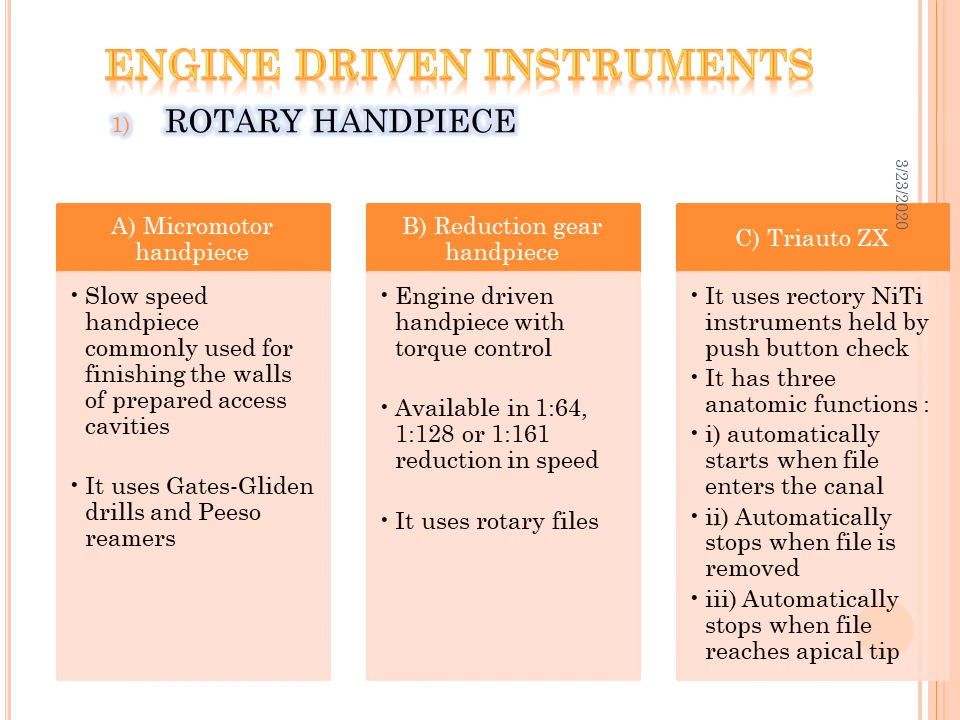 ENGINE DRIVEN INSTRUMENTS
1) ROTARY HANDPIECE
3/23/2020
A) Micromotor
handpiece
• Slow speed
handpiece
commonly used for
finishing the walls
of prepared access
cavities
• It uses Gates-Gliden
drills and Peeso
reamers
B) Reduction gear
handpiece
• Engine driven
handpiece with
torque control
• Available in 1:64,
1:128 or 1:161
reduction in speed
• It uses rotary files
C) Triauto ZX
• It uses rectory NiTi
instruments held by
push button check
• It has three
anatomic functions :
• i) automatically
starts when file
enters the canal
• ii) Automatically
stops when file is
removed
• iii) Automatically
stops when file
reaches apical tip